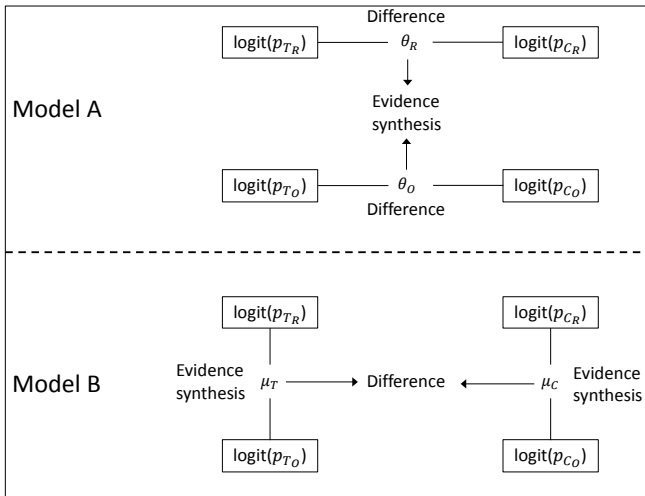 Difference
logit(p_{T_R}) θ_R logit(p_{C_R})
Model A
Evidence
synthesis
logit(p_{T_O}) θ_O logit(p_{C_O})
Difference
logit(p_{T_R}) logit(p_{C_R})
Model B
Evidence
synthesis
μ_T Difference μ_C
Evidence
synthesis
logit(p_{T_O}) logit(p_{C_O})